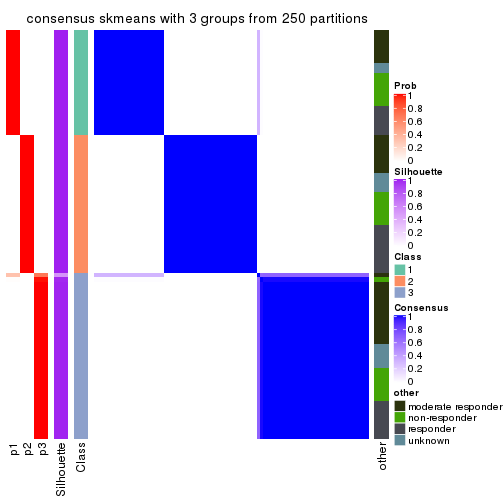 consensus skmeans with 3 groups from 250 partitions
Prob
1
0.8
0.6
0.4
0.2
0
Silhouette
1
0.8
0.6
0.4
0.2
0
Class
1
2
3
Consensus
1
0.8
0.6
0.4
0.2
0
other
moderate responder
non-responder
responder
unknown
p1
p2
p3
Silhouette
Class
other